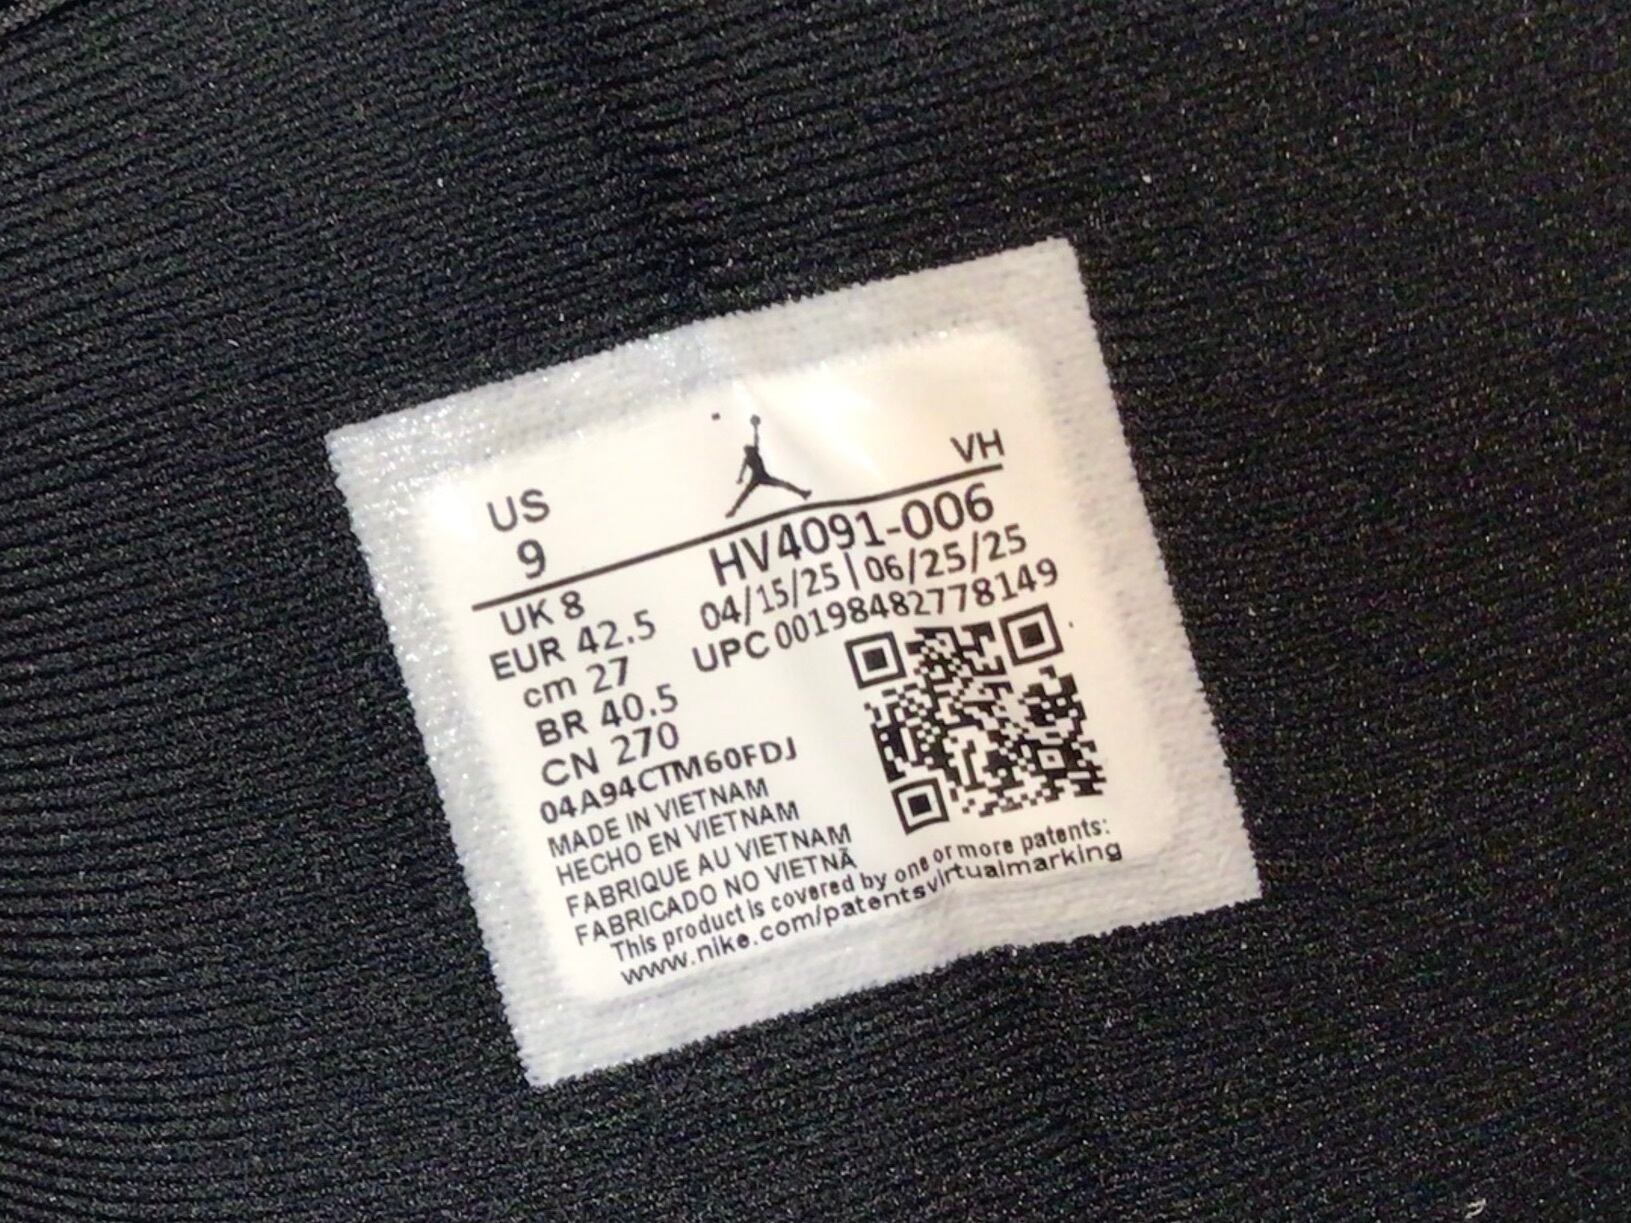 US
9
VH
HV4091-006
04/15/25 | 06/25/25
UPC 00198482778149
UK 8
EUR 42.5
cm 27
BR 40.5
CN 270
04A94CTM60FDJ
MADE IN VIETNAM
HECHO EN VIETNAM
FABRIQUE AU VIETNAM
FABRICADO NO VIETNÃ
This product is covered by one or more patents:
www.nike.com/patentsvirtualmarking